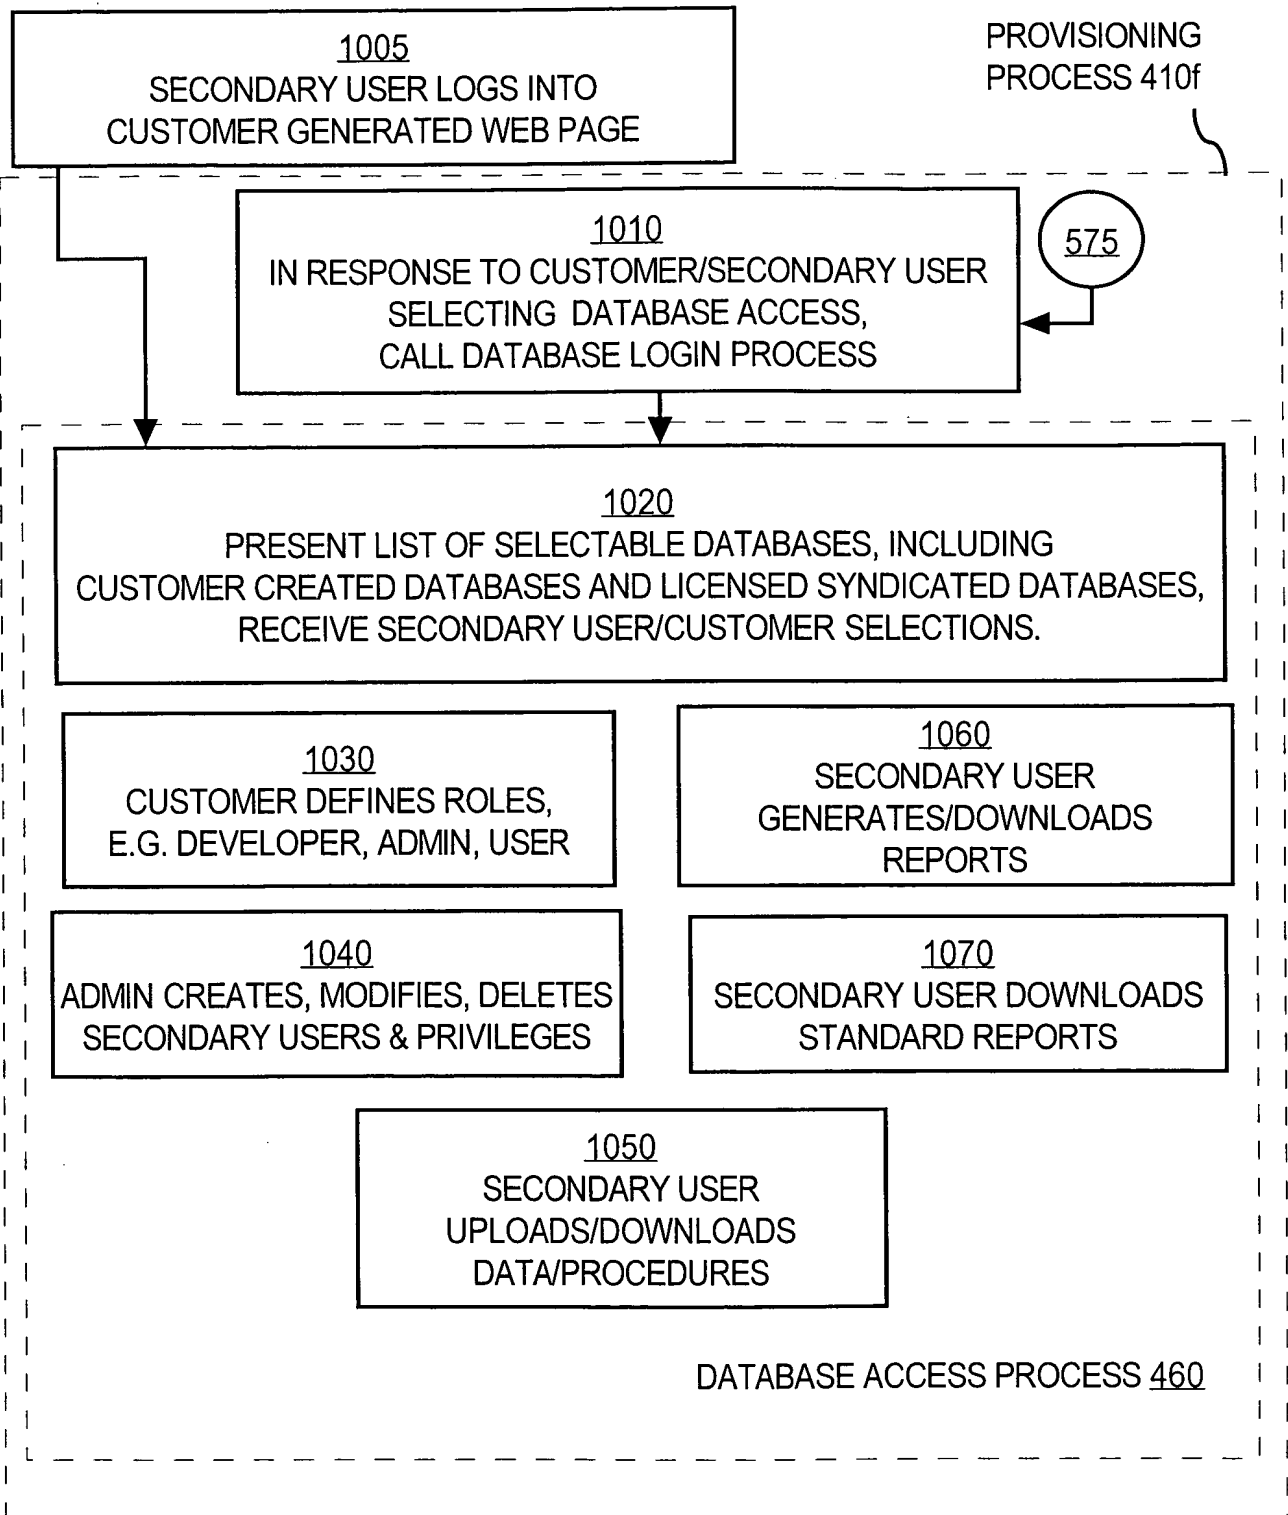 1005
SECONDARY USER LOGS INTO
CUSTOMER GENERATED WEB PAGE
PROVISIONING
PROCESS 410f
1010
IN RESPONSE TO CUSTOMER/SECONDARY USER
SELECTING DATABASE ACCESS,
CALL DATABASE LOGIN PROCESS
575
1020
PRESENT LIST OF SELECTABLE DATABASES, INCLUDING
CUSTOMER CREATED DATABASES AND LICENSED SYNDICATED DATABASES,
RECEIVE SECONDARY USER/CUSTOMER SELECTIONS.
1030
CUSTOMER DEFINES ROLES,
E.G. DEVELOPER, ADMIN, USER
1060
SECONDARY USER
GENERATES/DOWNLOADS
REPORTS
1040
ADMIN CREATES, MODIFIES, DELETES
SECONDARY USERS & PRIVILEGES
1070
SECONDARY USER DOWNLOADS
STANDARD REPORTS
1050
SECONDARY USER
UPLOADS/DOWNLOADS
DATA/PROCEDURES
DATABASE ACCESS PROCESS 460